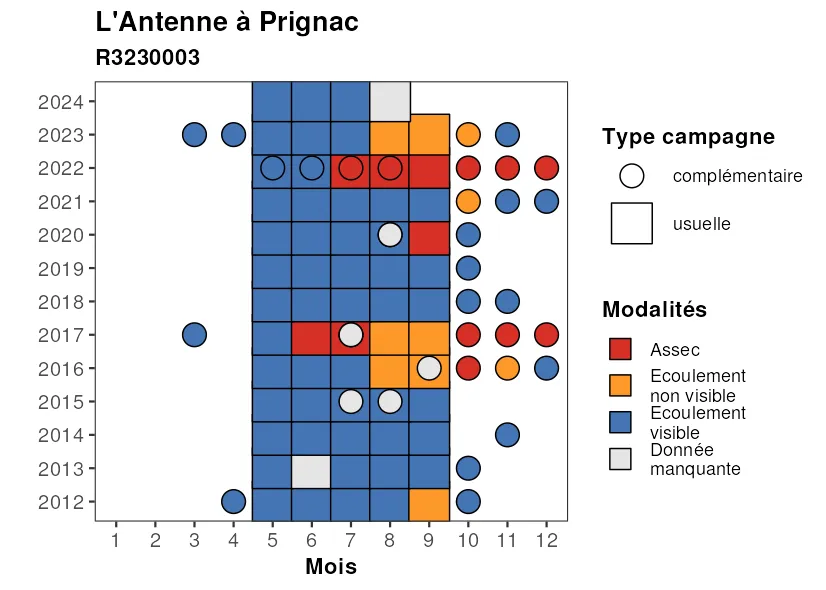 L'Antenne à Prignac
R3230003
2024
2023
2022
2021
2020
2019
2018
2017
2016
2015
2014
2013
2012
1 2 3 4 5 6 7 8 9 10 11 12
Mois
Type campagne
complémentaire
usuelle
Modalités
Assec
Ecoulement
non visible
Ecoulement
visible
Donnée
manquante